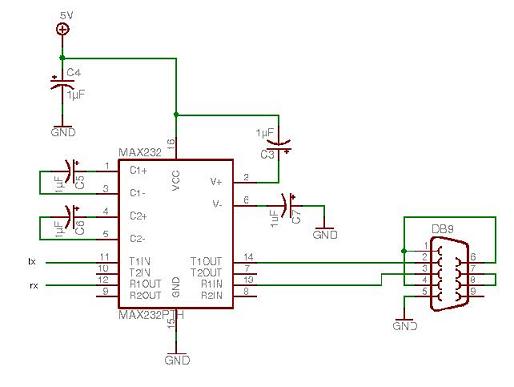 5V
C4
1µF
GND
1µF
C3
16
MAX232
VCC
1 C1+
3 C1-
4 C2+
5 C2-
V+ 2
V- 6
C5
1µF
C6
1µF
1µF
C7
GND
tx 11 T1IN
10 T2IN
rx 12 R1OUT
9 R2OUT
GND
T1OUT 14
T2OUT 7
R1IN 13
R2IN 8
MAX232PTH
15
GND
DB9
1
2
3
4
5
6
7
8
9
GND